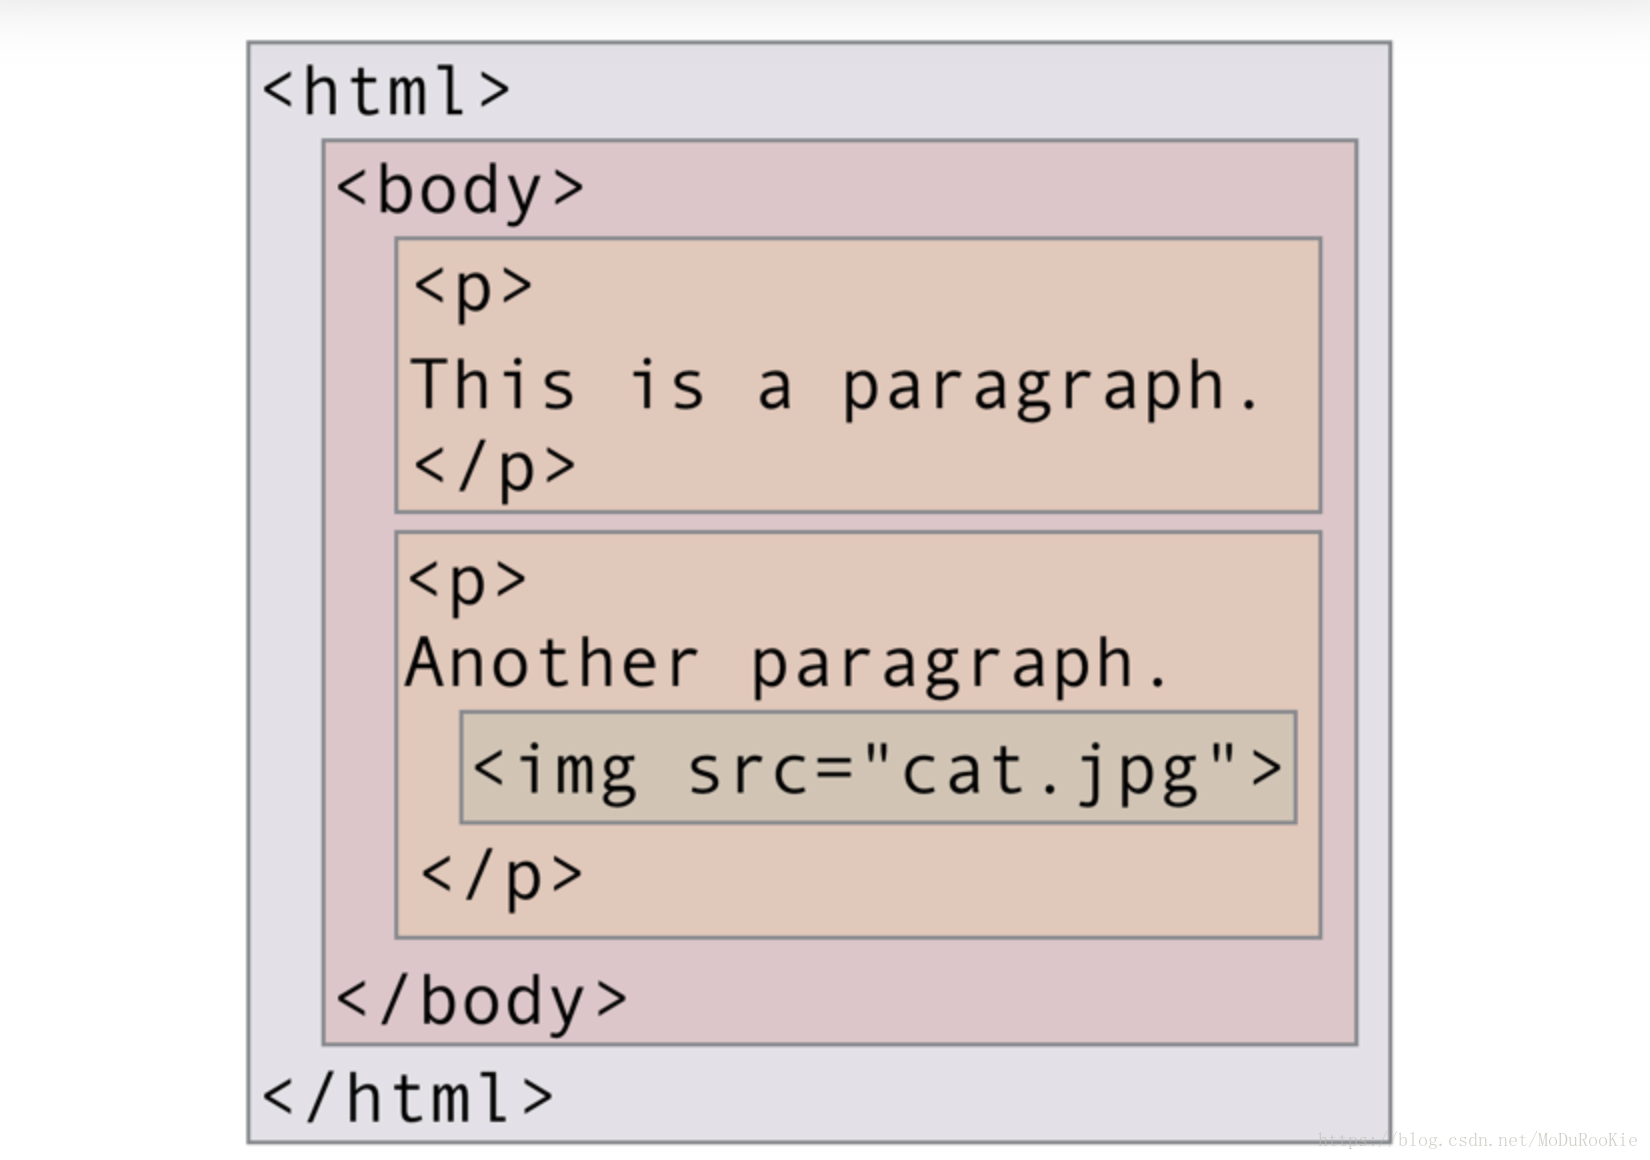 <html>
<body>
<p>
This is a paragraph.
</p>
<p>
Another paragraph.
<img src="cat.jpg">
</p>
</body>
</html>
https://blog.csdn.net/MoDuRooKie